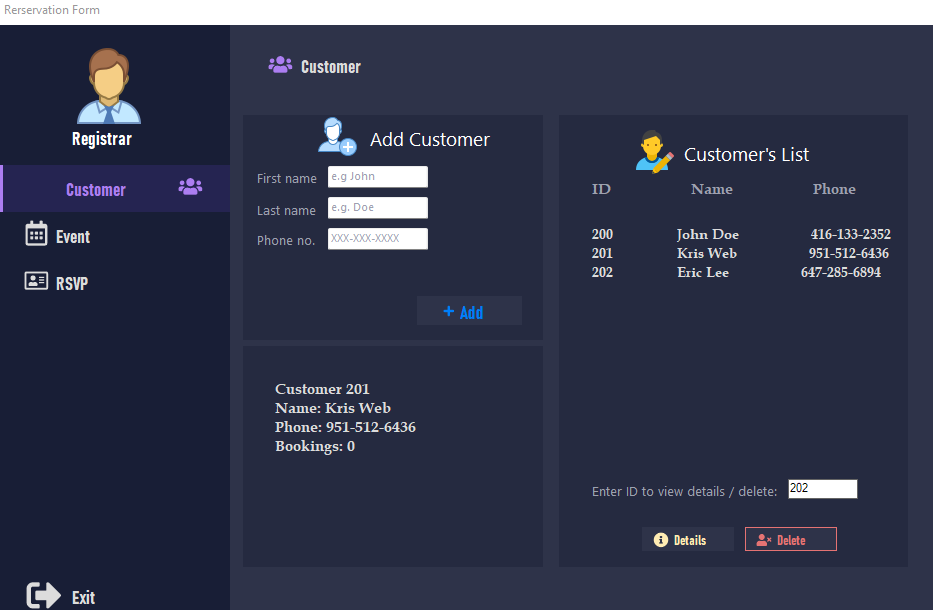 Rerservation Form
Registrar
Customer
Event
RSVP
Exit
Customer
Add Customer
First name e.g John
Last name e.g. Doe
Phone no. XXX-XXX-XXXX
+ Add
Customer 201
Name: Kris Web
Phone: 951-512-6436
Bookings: 0
Customer's List
ID Name Phone
200 John Doe 416-133-2352
201 Kris Web 951-512-6436
202 Eric Lee 647-285-6894
Enter ID to view details / delete: 202
Details Delete